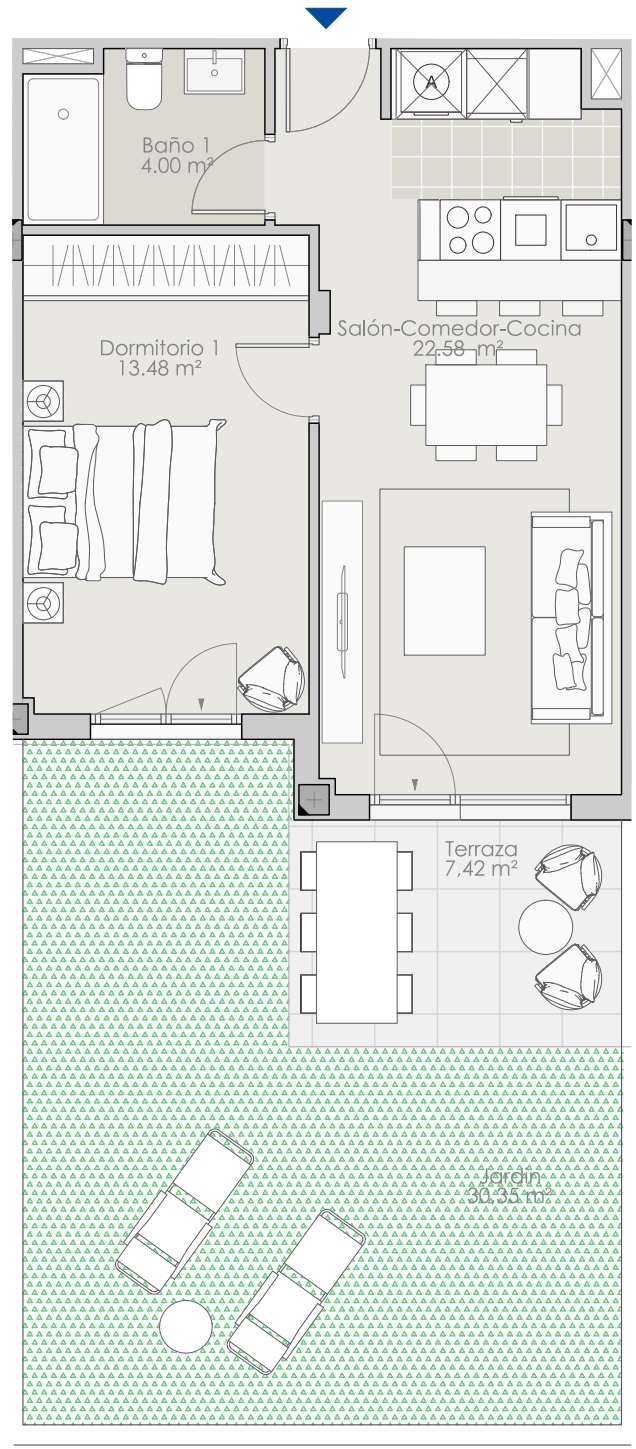 A
Baño 1
4.00 m²
Salón-Comedor-Cocina
22.58 m²
Dormitorio 1
13.48 m²
Terraza
7,42 m²
Jardin
30,35 m²